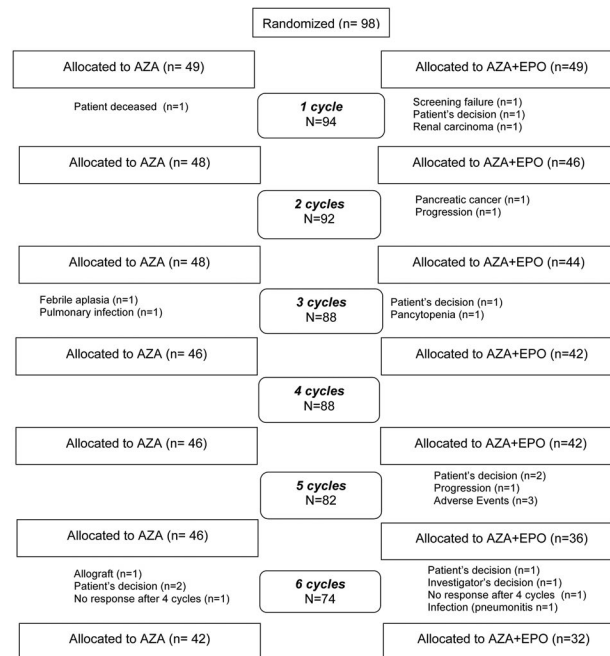 Randomized (n= 98)
Allocated to AZA (n= 49)
Allocated to AZA+EPO (n=49)
Patient deceased (n=1)
1 cycle
N=94
Screening failure (n=1)
Patient's decision (n=1)
Renal carcinoma (n=1)
Allocated to AZA (n= 48)
Allocated to AZA+EPO (n=46)
2 cycles
N=92
Pancreatic cancer (n=1)
Progression (n=1)
Allocated to AZA (n= 48)
Allocated to AZA+EPO (n=44)
Febrile aplasia (n=1)
Pulmonary infection (n=1)
3 cycles
N=88
Patient's decision (n=1)
Pancytopenia (n=1)
Allocated to AZA (n= 46)
Allocated to AZA+EPO (n=42)
4 cycles
N=88
Allocated to AZA (n= 46)
Allocated to AZA+EPO (n=42)
5 cycles
N=82
Patient's decision (n=2)
Progression (n=1)
Adverse Events (n=3)
Allocated to AZA (n= 46)
Allocated to AZA+EPO (n=36)
Allograft (n=1)
Patient's decision (n=2)
No response after 4 cycles (n=1)
6 cycles
N=74
Patient's decision (n=1)
Investigator's decision (n=1)
No response after 4 cycles (n=1)
Infection (pneumonitis n=1)
Allocated to AZA (n= 42)
Allocated to AZA+EPO (n=32)